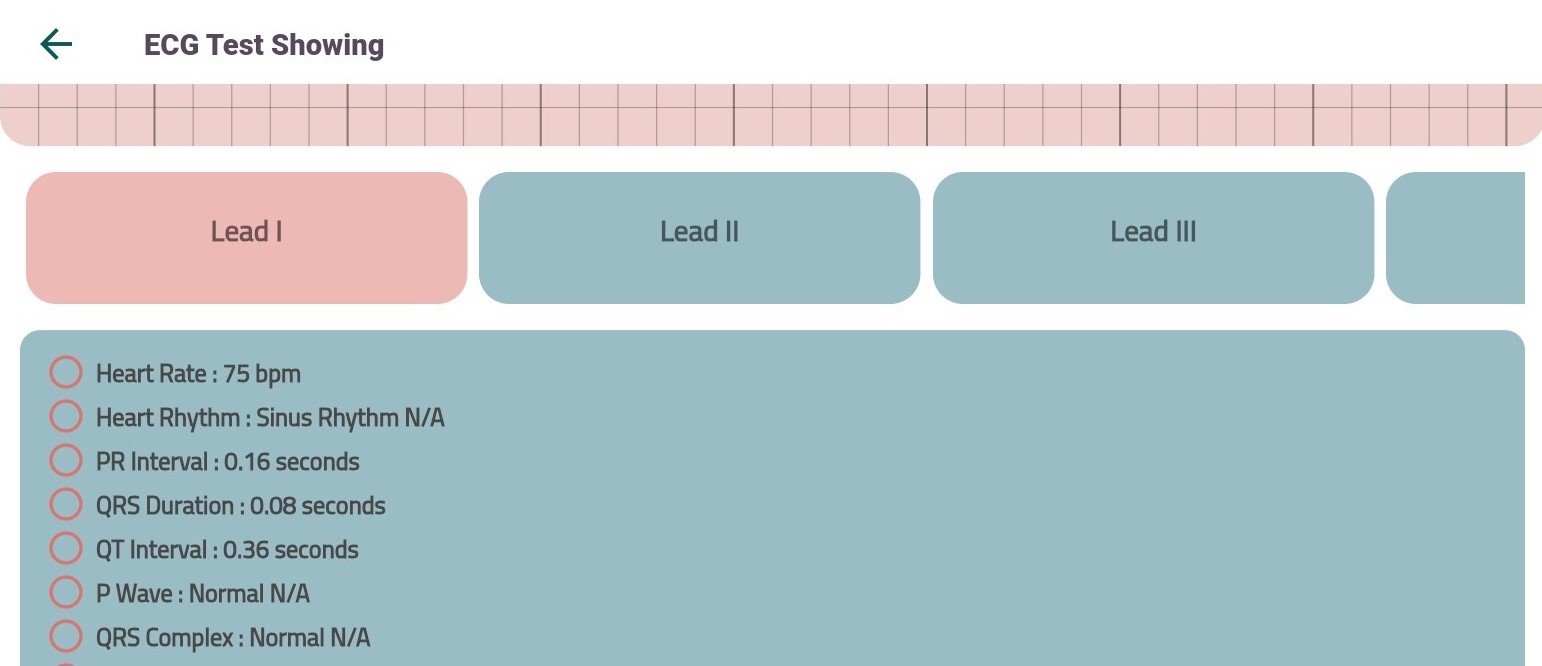 ECG Test Showing
Lead I
Lead II
Lead III
Heart Rate : 75 bpm
Heart Rhythm : Sinus Rhythm N/A
PR Interval : 0.16 seconds
QRS Duration : 0.08 seconds
QT Interval : 0.36 seconds
P Wave : Normal N/A
QRS Complex : Normal N/A